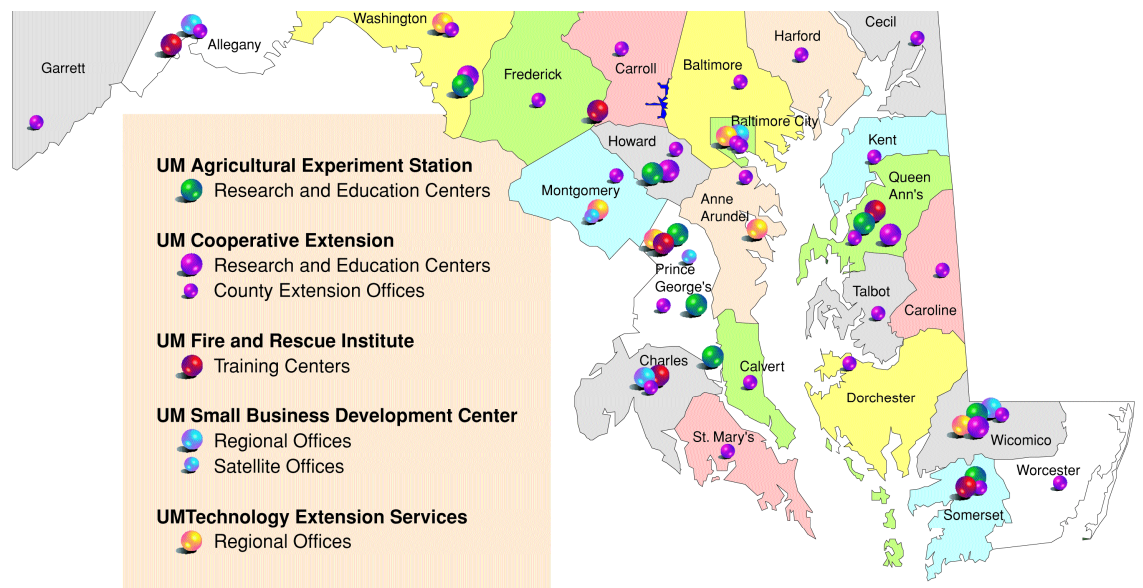 Washington
Cecil
Garrett
Allegany
Harford
Frederick
Carroll
Baltimore
Baltimore City
Howard
Kent
Montgomery
Queen
Ann's
Anne
Arundel
Prince
George's
Talbot
Caroline
Charles
Calvert
Dorchester
St. Mary's
Wicomico
Worcester
Somerset
UM Agricultural Experiment Station
Research and Education Centers
UM Cooperative Extension
Research and Education Centers
County Extension Offices
UM Fire and Rescue Institute
Training Centers
UM Small Business Development Center
Regional Offices
Satellite Offices
UMTechnology Extension Services
Regional Offices